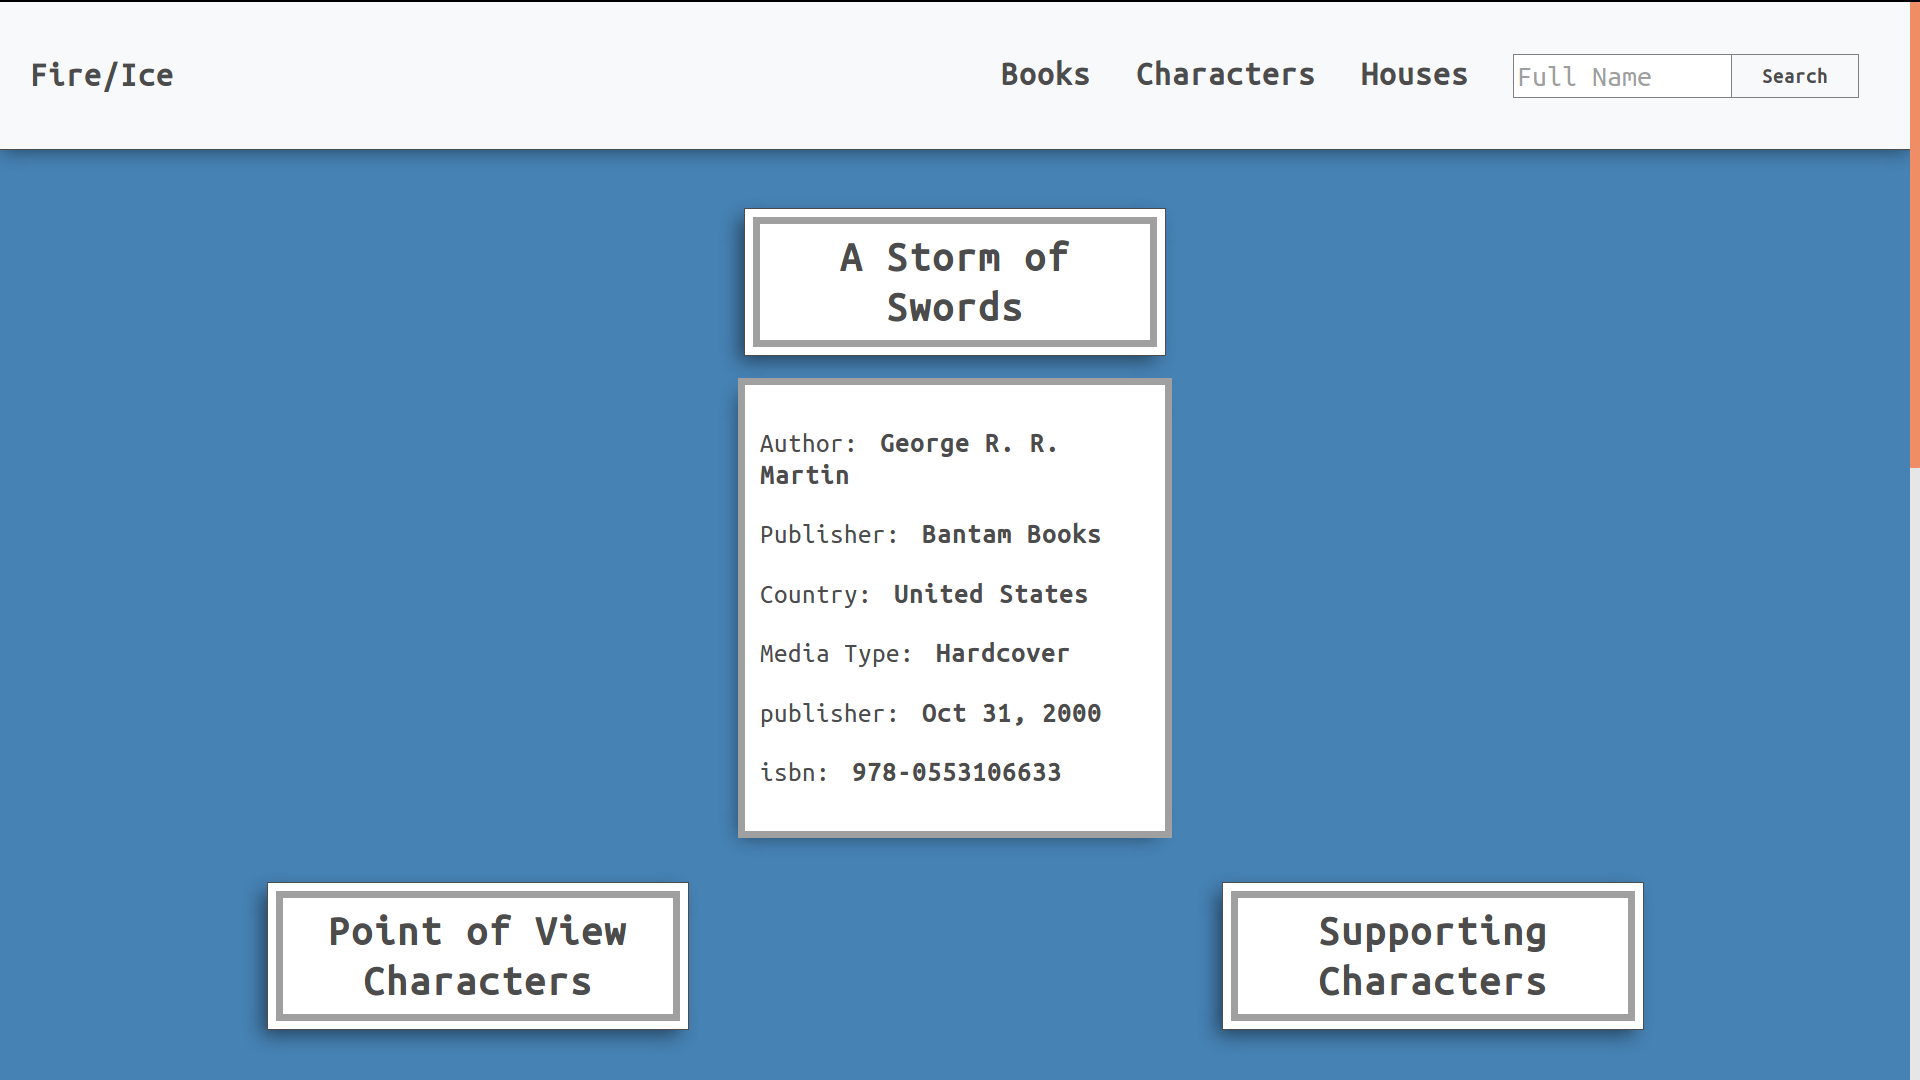 Fire/Ice
Books
Characters
Houses
Full Name
Search
A Storm of
Swords
Author: George R. R.
Martin
Publisher: Bantam Books
Country: United States
Media Type: Hardcover
publisher: Oct 31, 2000
isbn: 978-0553106633
Point of View
Characters
Supporting
Characters